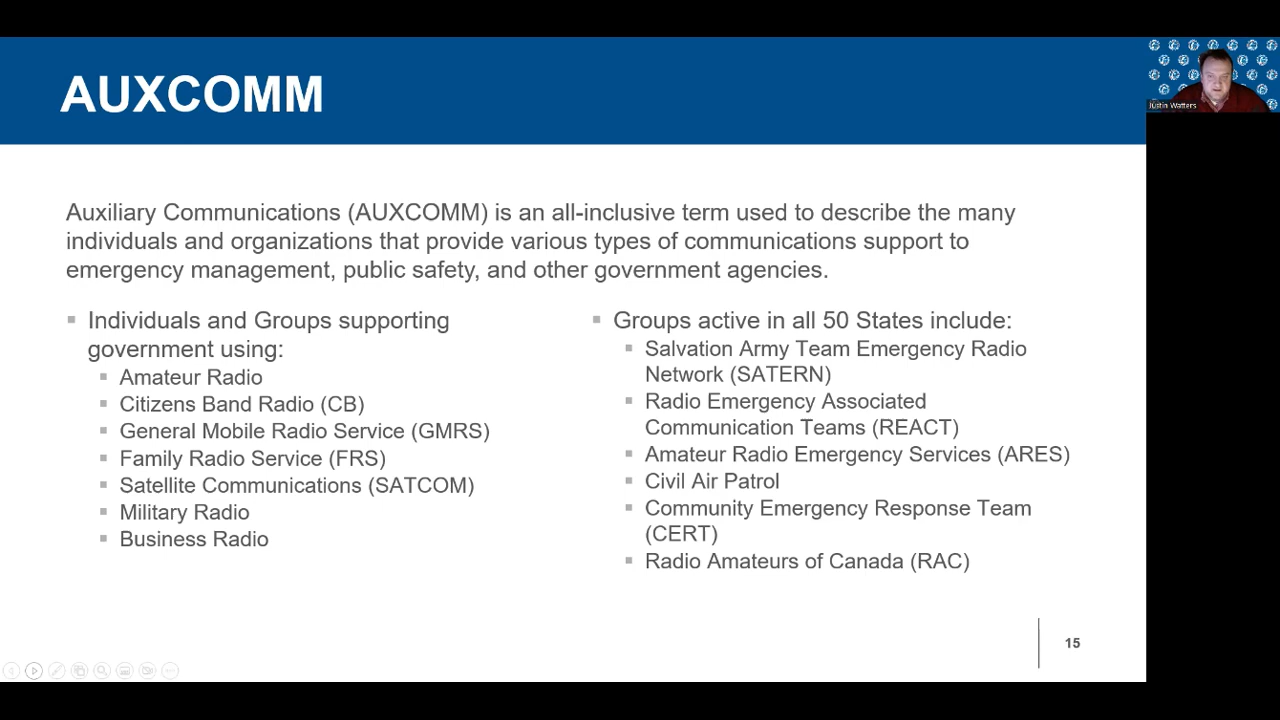 AUXCOMM
Justin Watters
Auxiliary Communications (AUXCOMM) is an all-inclusive term used to describe the many
individuals and organizations that provide various types of communications support to
emergency management, public safety, and other government agencies.
Individuals and Groups supporting
government using:
Amateur Radio
Citizens Band Radio (CB)
General Mobile Radio Service (GMRS)
Family Radio Service (FRS)
Satellite Communications (SATCOM)
Military Radio
Business Radio
Groups active in all 50 States include:
Salvation Army Team Emergency Radio
Network (SATERN)
Radio Emergency Associated
Communication Teams (REACT)
Amateur Radio Emergency Services (ARES)
Civil Air Patrol
Community Emergency Response Team
(CERT)
Radio Amateurs of Canada (RAC)
15